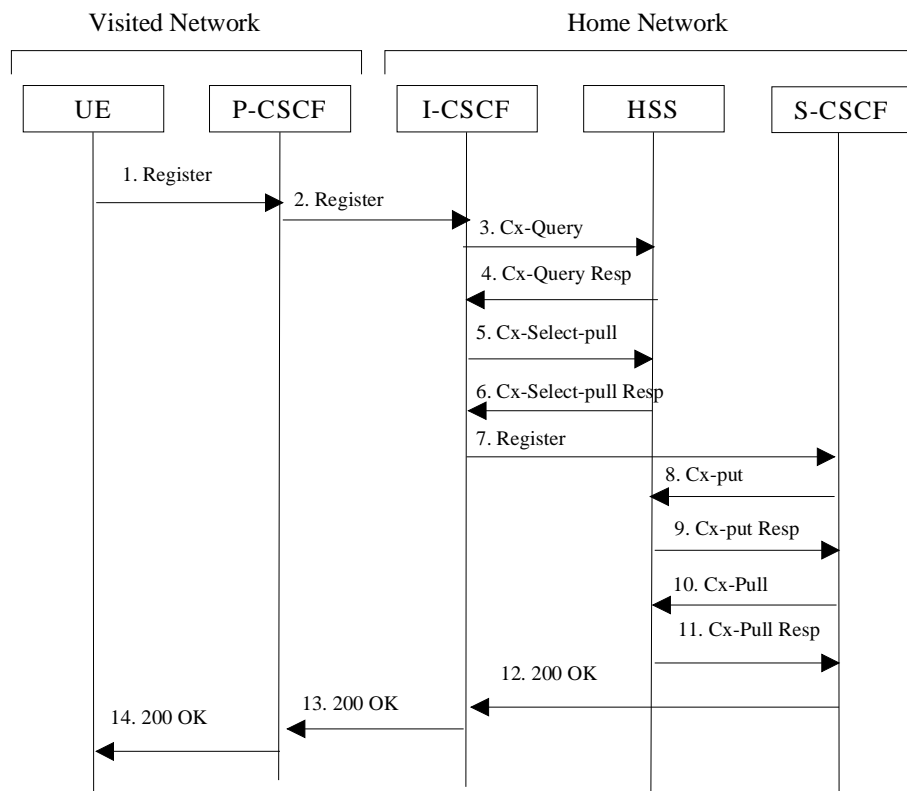 Visited Network
Home Network
UE
P-CSCF
I-CSCF
HSS
S-CSCF
1. Register
2. Register
3. Cx-Query
4. Cx-Query Resp
5. Cx-Select-pull
6. Cx-Select-pull Resp
7. Register
8. Cx-put
9. Cx-put Resp
10. Cx-Pull
11. Cx-Pull Resp
12. 200 OK
13. 200 OK
14. 200 OK